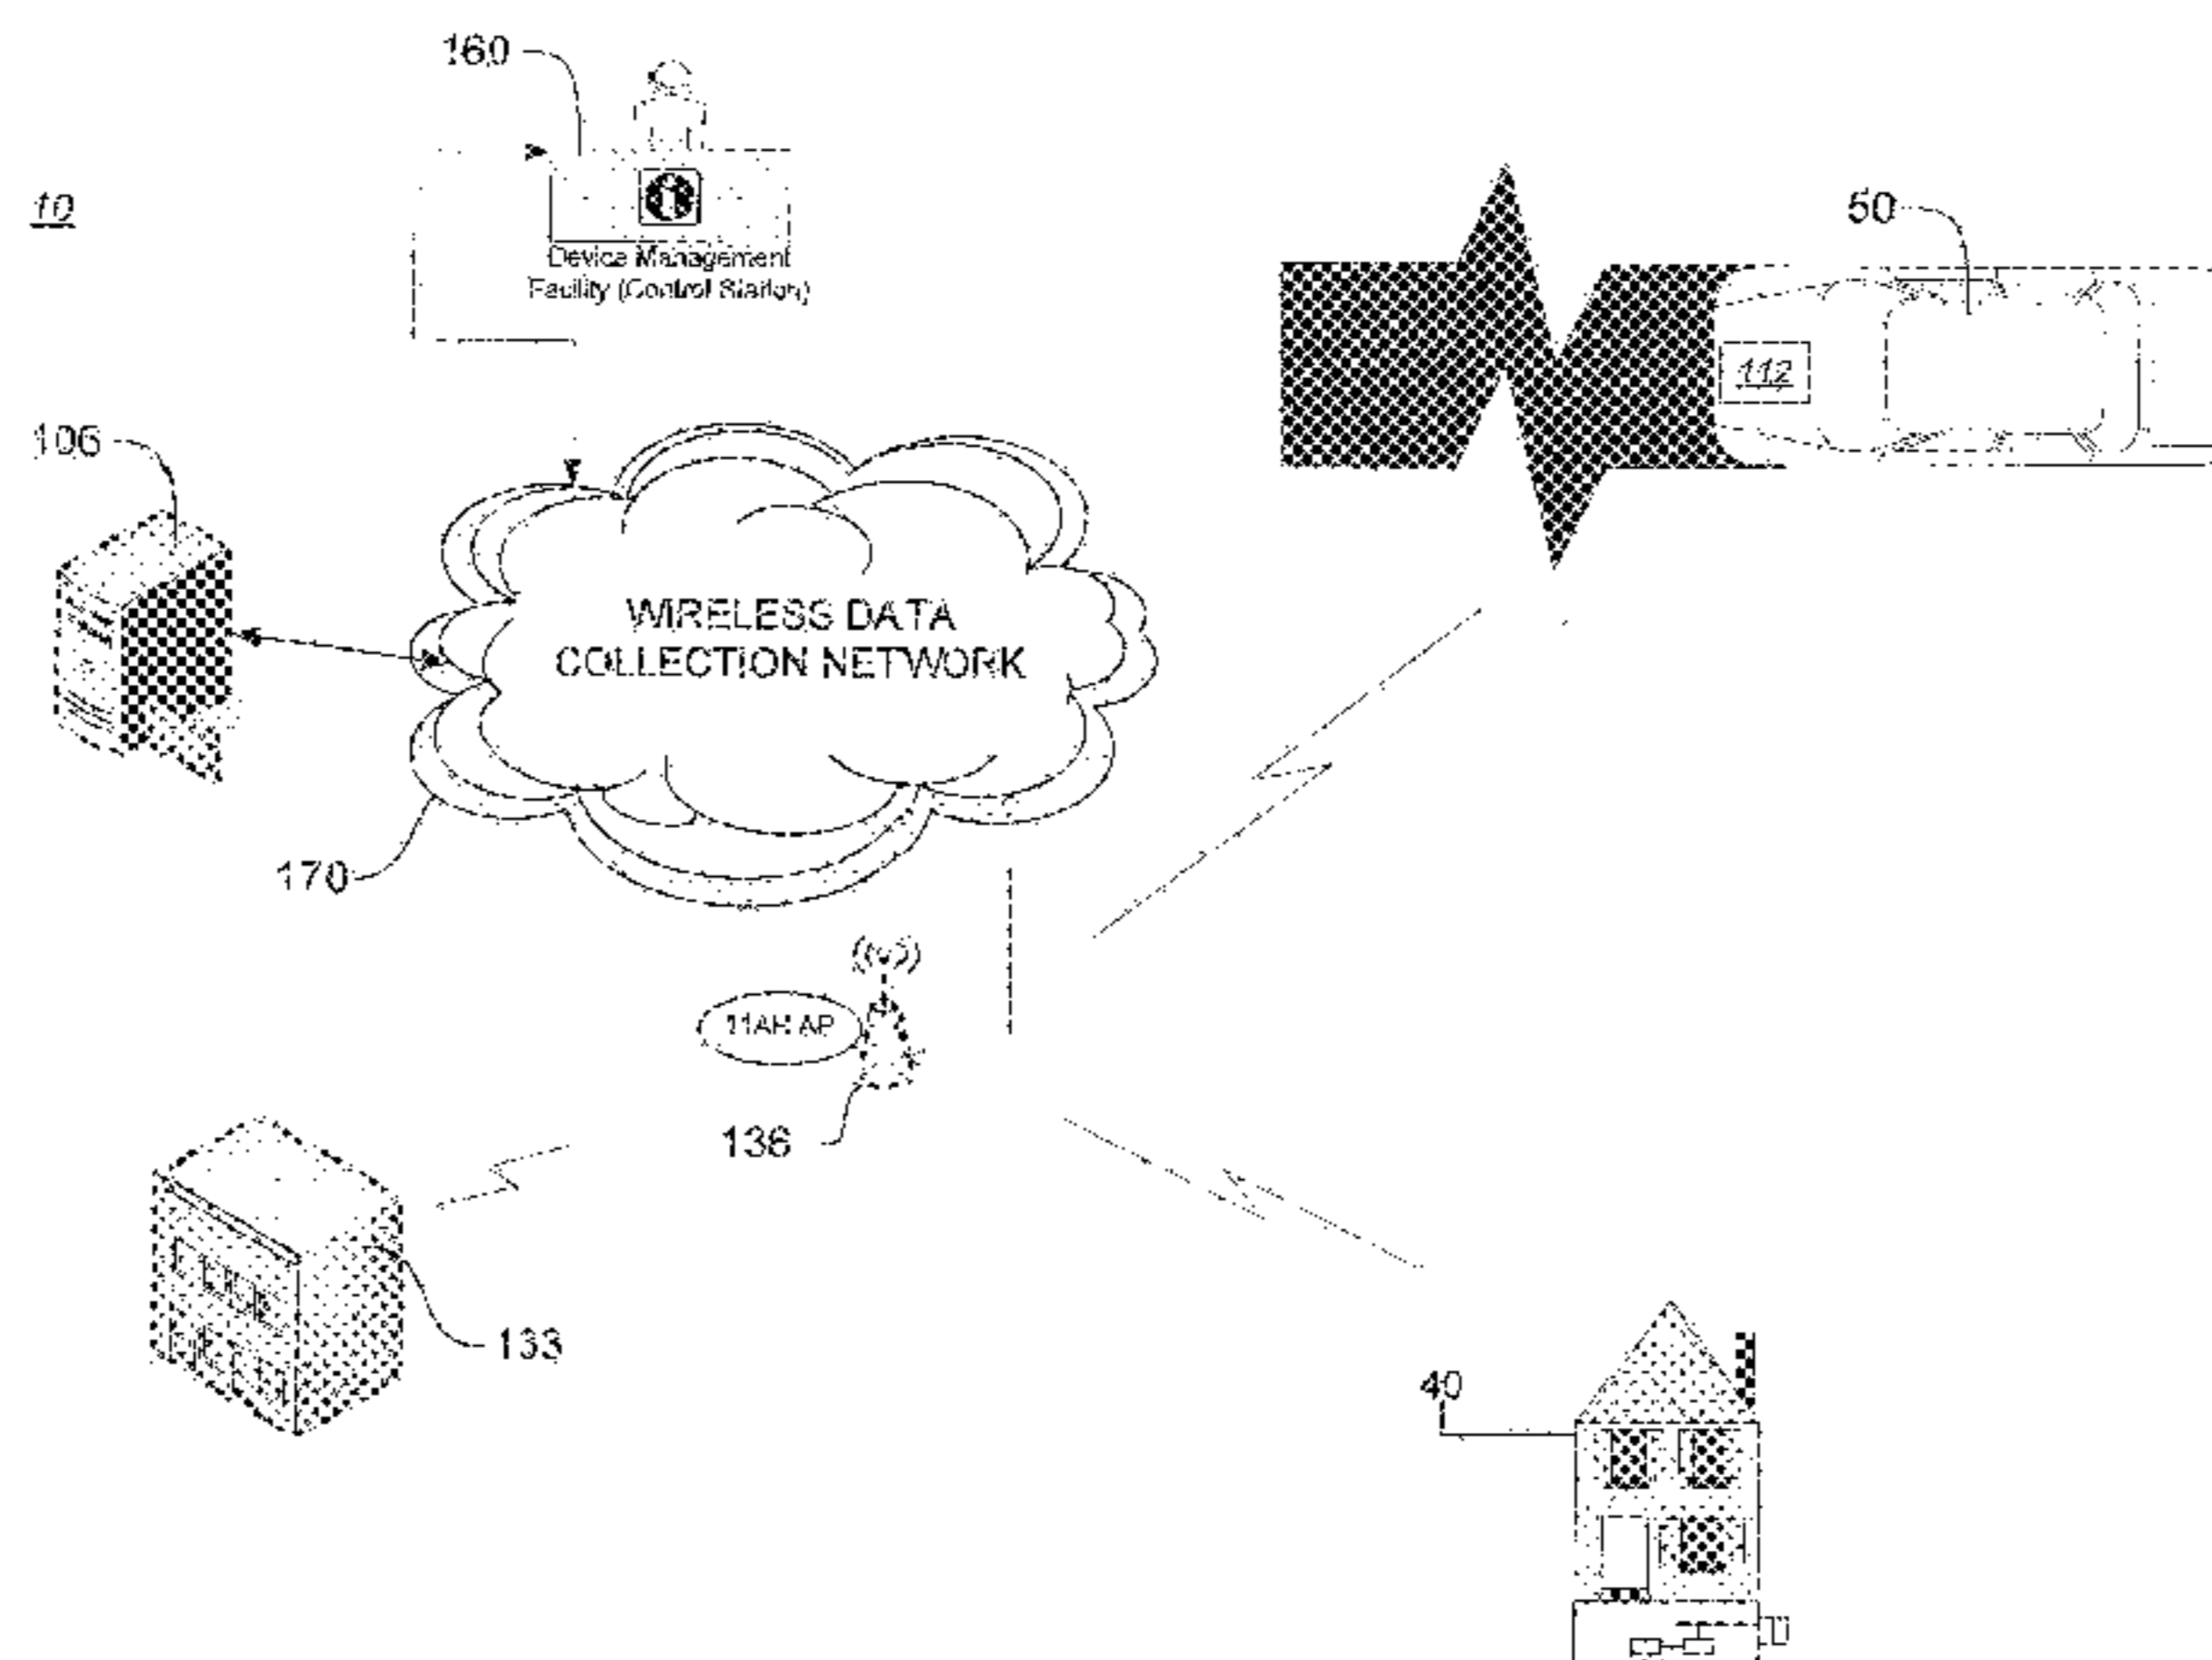 160
10
Device Management
Facility (Control Station)
50
112
106
WIRELESS DATA
COLLECTION NETWORK
170
11AH AP
136
133
40